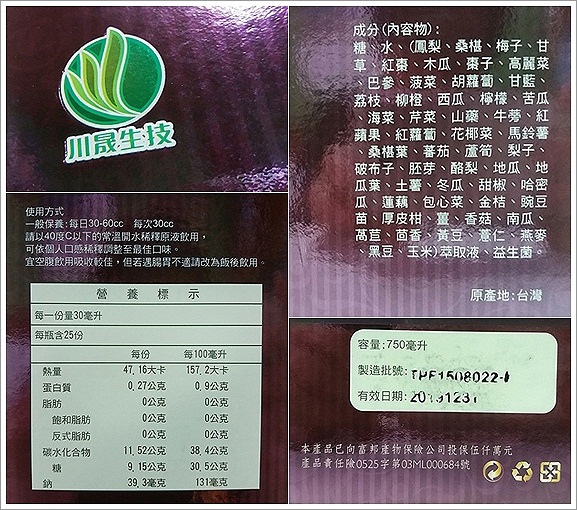 川晟生技
使用方式
一般保養:每日30-60cc 每次30cc
請以40度C以下的常溫開水稀釋原液飲用,
可依個人口感稀釋調整至最佳口味。
宜空腹飲用吸收較佳,但若遇腸胃不適請改為飯後飲用。
營養標示
每一份量30毫升
每瓶含25份
每份 每100毫升
熱量 47.16大卡 157.2大卡
蛋白質 0.27公克 0.9公克
脂肪 0公克 0公克
飽和脂肪 0公克 0公克
反式脂肪 0公克 0公克
碳水化合物 11.52公克 38.4公克
糖 9.15公克 30.5公克
鈉 39.3毫克 131毫克
成分(內容物):
糖、水、(鳳梨、桑椹、梅子、甘
草、紅棗、木瓜、棗子、高麗菜
、巴參、菠菜、胡蘿蔔、甘藍、
荔枝、柳橙、西瓜、檸檬、苦瓜
、海菜、芹菜、山藥、牛蒡、紅
蘋果、紅蘿蔔、花椰菜、馬鈴薯
、桑椹葉、蕃茄、蘆筍、梨子、
破布子、胚芽、酪梨、地瓜、地
瓜葉、土薯、冬瓜、甜椒、哈密
瓜、蓮藕、包心菜、金桔、豌豆
苗、厚皮柑、薑、香菇、南瓜、
萵苣、茴香、黃豆、薏仁、燕麥
、黑豆、玉米)萃取液、益生菌。
原產地:台灣
容量:750毫升
製造批號:TPF1508022-1
有效日期:20191231
本產品已向富邦產物保險公司投保伍仟萬元
產品責任險0525字第03ML000684號